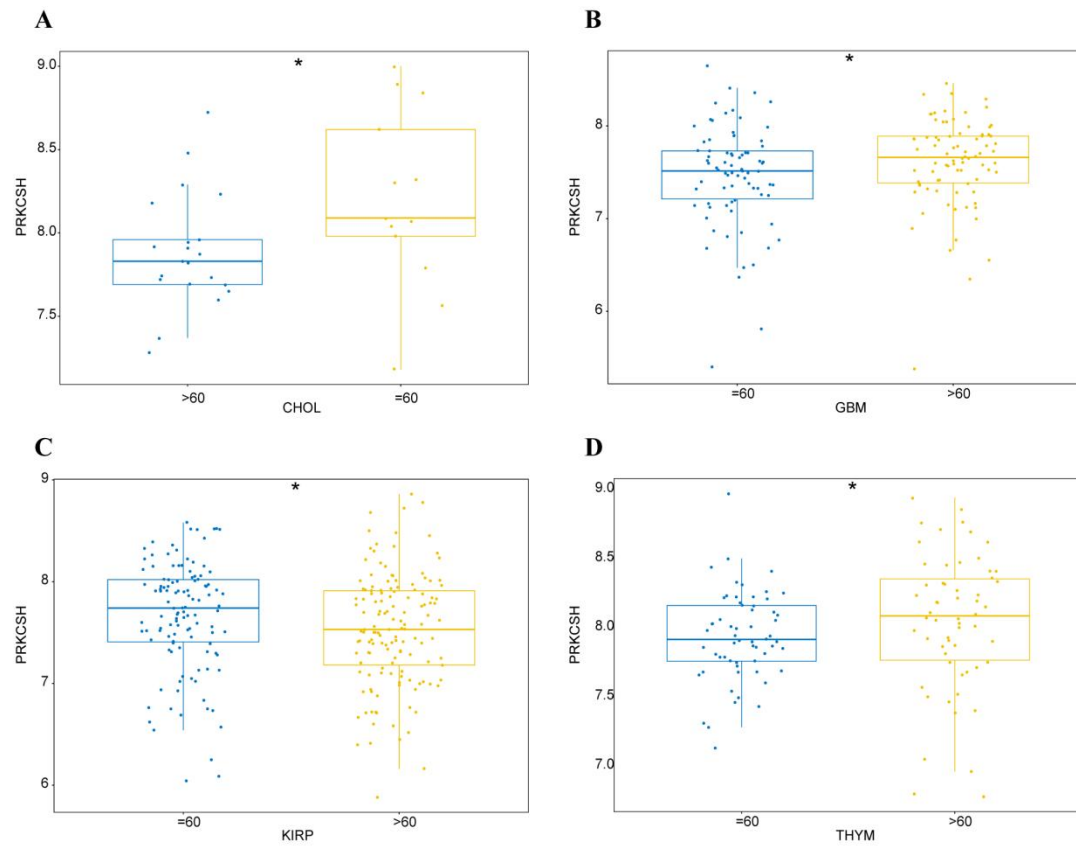 A
*
9.0
8.5
8.0
7.5
PRKCSH
>60
=60
CHOL
B
*
8
7
6
PRKCSH
=60
>60
GBM
C
*
9
8
7
6
PRKCSH
=60
>60
KIRP
D
*
9.0
8.5
8.0
7.5
7.0
PRKCSH
=60
>60
THYM